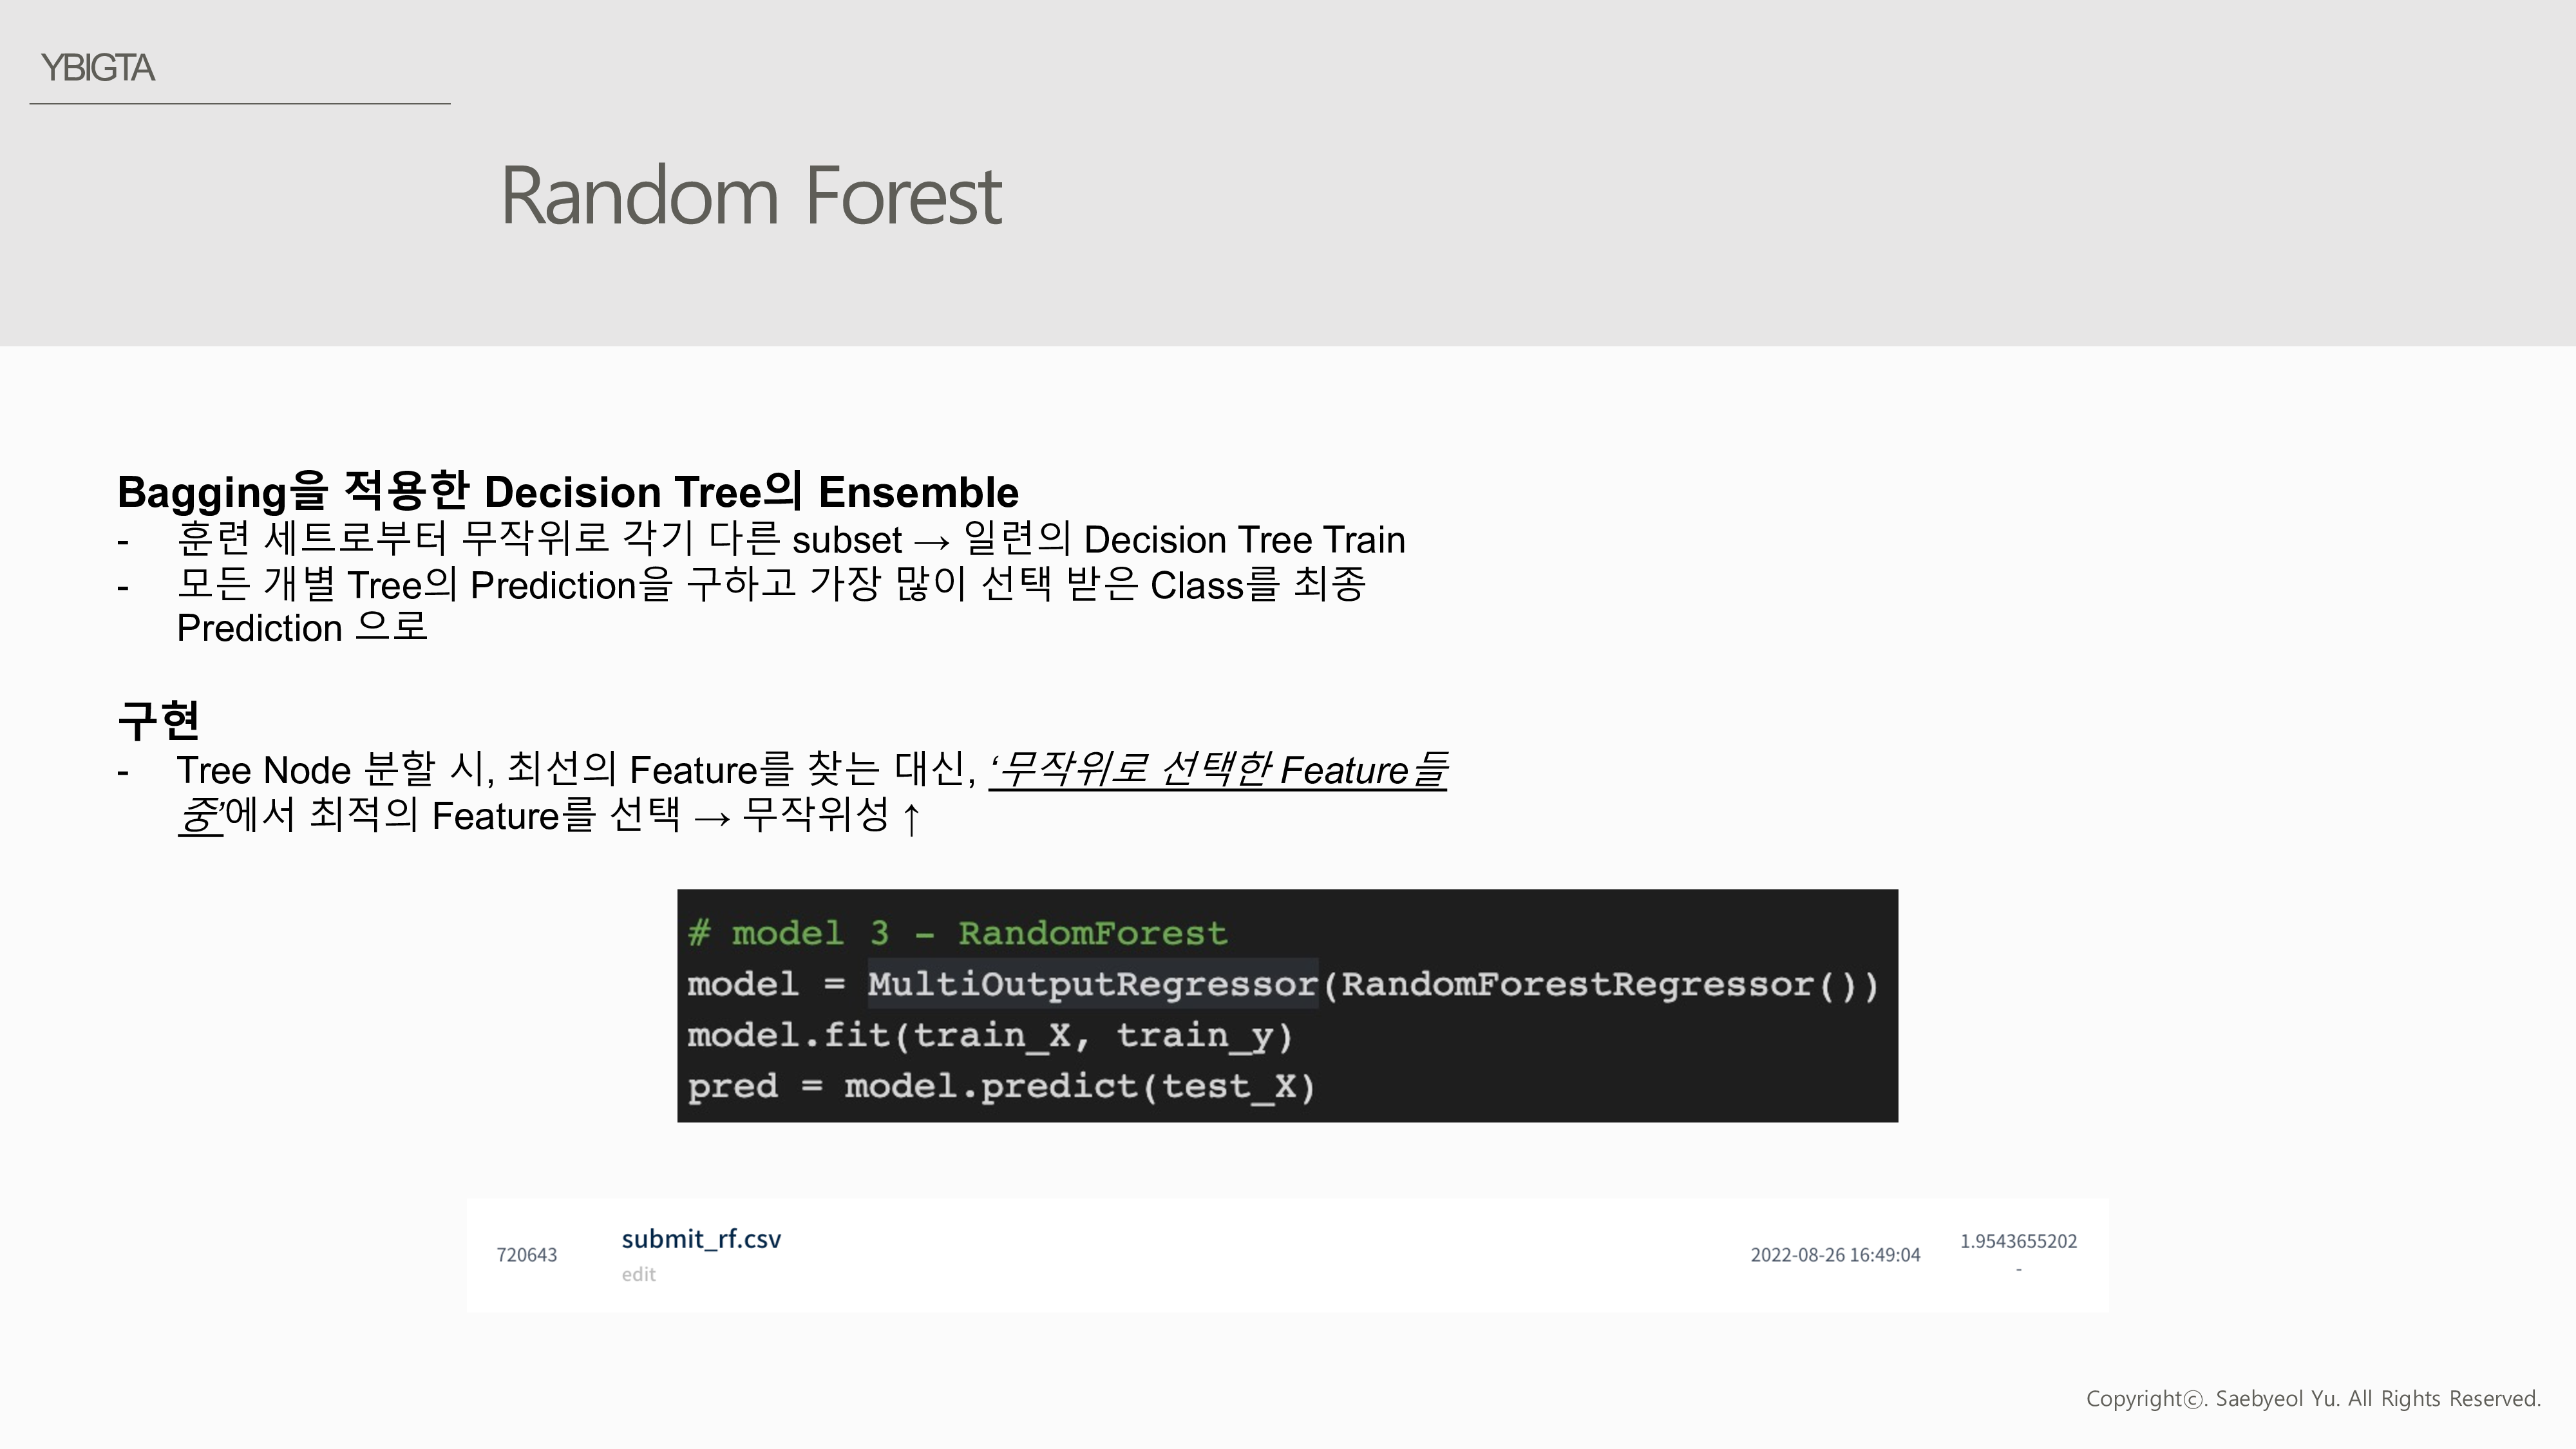 YBIGTA
Random Forest
Bagging을 적용한 Decision Tree의 Ensemble
- 훈련 세트로부터 무작위로 각기 다른 subset → 일련의 Decision Tree Train
- 모든 개별 Tree의 Prediction을 구하고 가장 많이 선택 받은 Class를 최종
Prediction 으로
구현
- Tree Node 분할 시, 최선의 Feature를 찾는 대신, ‘무작위로 선택한 Feature들
중’에서 최적의 Feature를 선택 → 무작위성 ↑
# model 3 - RandomForest
model = MultiOutputRegressor(RandomForestRegressor())
model.fit(train_X, train_y)
pred = model.predict(test_X)
720643
submit_rf.csv
edit
2022-08-26 16:49:04
1.9543655202
-
Copyrightⓒ. Saebyeol Yu. All Rights Reserved.